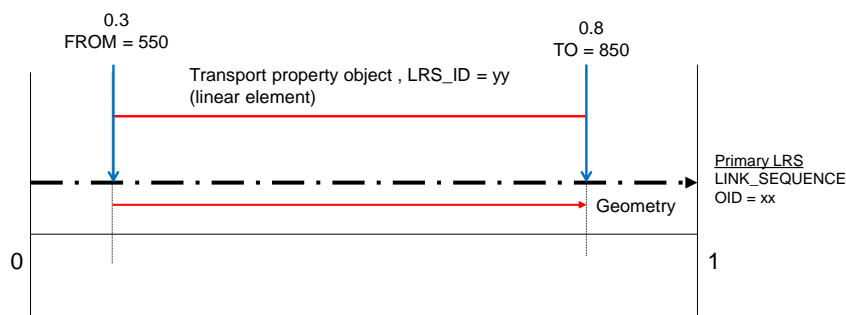 0.3
FROM = 550
0.8
TO = 850
Transport property object , LRS_ID = yy
(linear element)
Primary LRS
LINK_SEQUENCE
OID = xx
Geometry
0
1